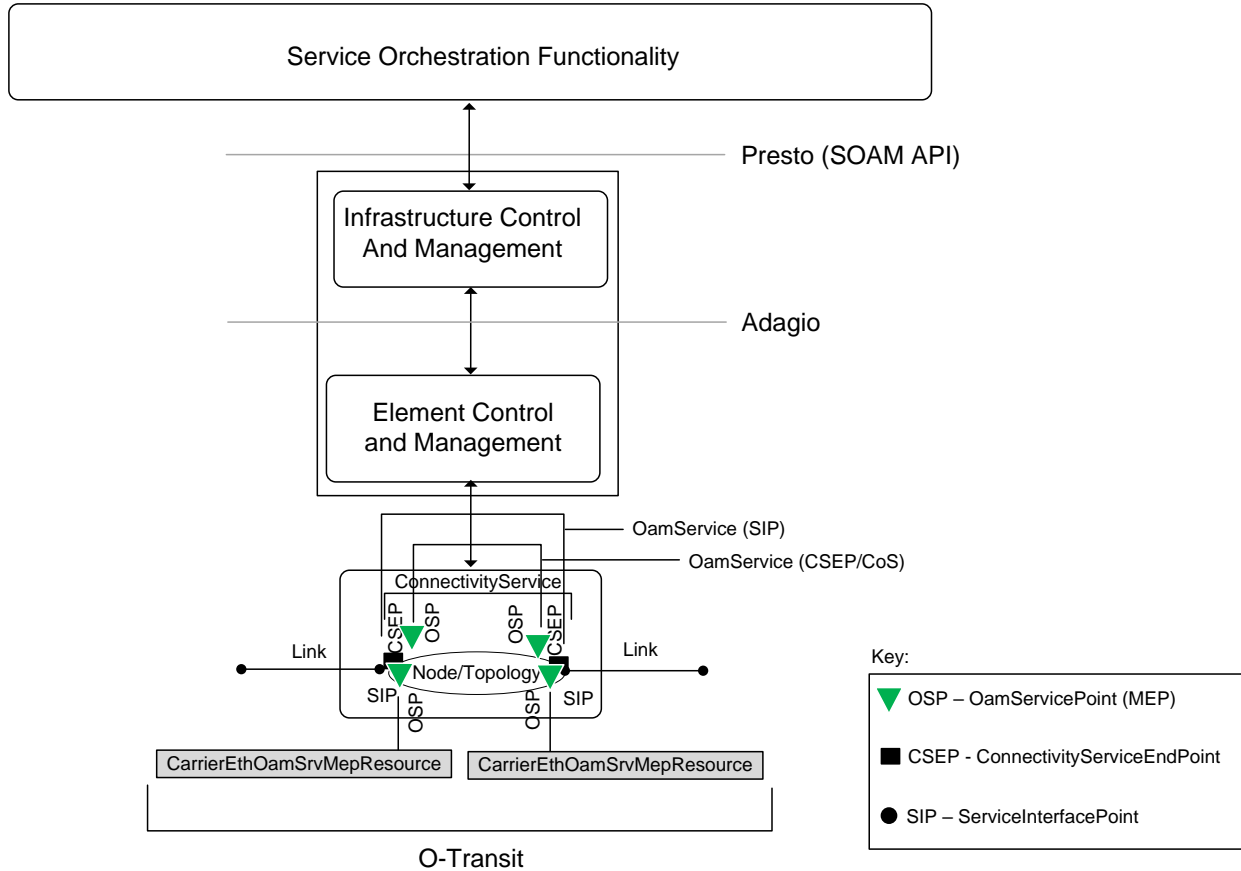 Service Orchestration Functionality
Presto (SOAM API)
Infrastructure Control
And Management
Adagio
Element Control
and Management
OamService (SIP)
OamService (CSEP/CoS)
ConnectivityService
CSEP
OSP
OSP
CSEP
Link
Link
Node/Topology
SIP
OSP
OSP
SIP
CarrierEthOamSrvMepResource
CarrierEthOamSrvMepResource
O-Transit
Key:
OSP – OamServicePoint (MEP)
CSEP - ConnectivityServiceEndPoint
SIP – ServiceInterfacePoint